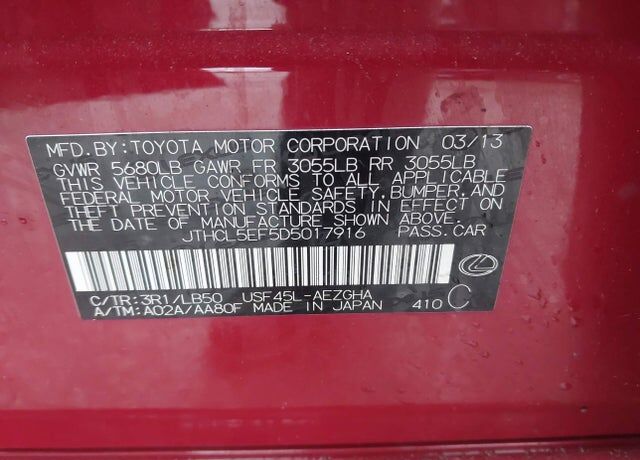 MFD.BY:TOYOTA MOTOR CORPORATION 03/13
GVWR 5680LB GAWR FR 3055LB RR 3055LB
THIS VEHICLE CONFORMS TO ALL APPLICABLE
FEDERAL MOTOR VEHICLE SAFETY, BUMPER, AND
THEFT PREVENTION STANDARDS IN EFFECT ON
THE DATE OF MANUFACTURE SHOWN ABOVE.
JTHCL5EF5D5017916 PASS.CAR
C/TR:3R1/LB50 USF45L-AEZGHA
A/TM:A02A/AA80F MADE IN JAPAN 410 C